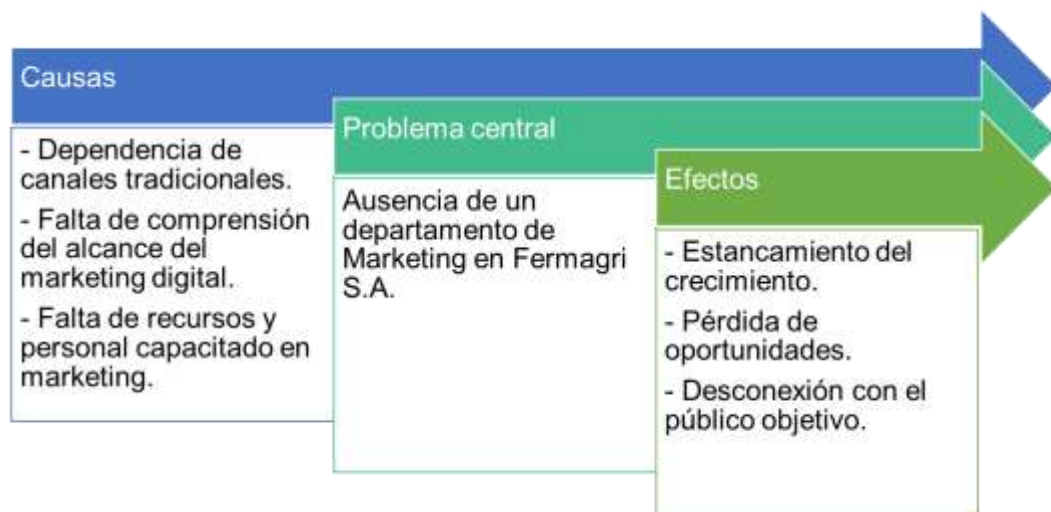 Causas
- Dependencia de
canales tradicionales.
- Falta de comprensión
del alcance del
marketing digital.
- Falta de recursos y
personal capacitado en
marketing.
Problema central
Ausencia de un
departamento de
Marketing en Fermagri
S.A.
Efectos
- Estancamiento del
crecimiento.
- Pérdida de
oportunidades.
- Desconexión con el
público objetivo.